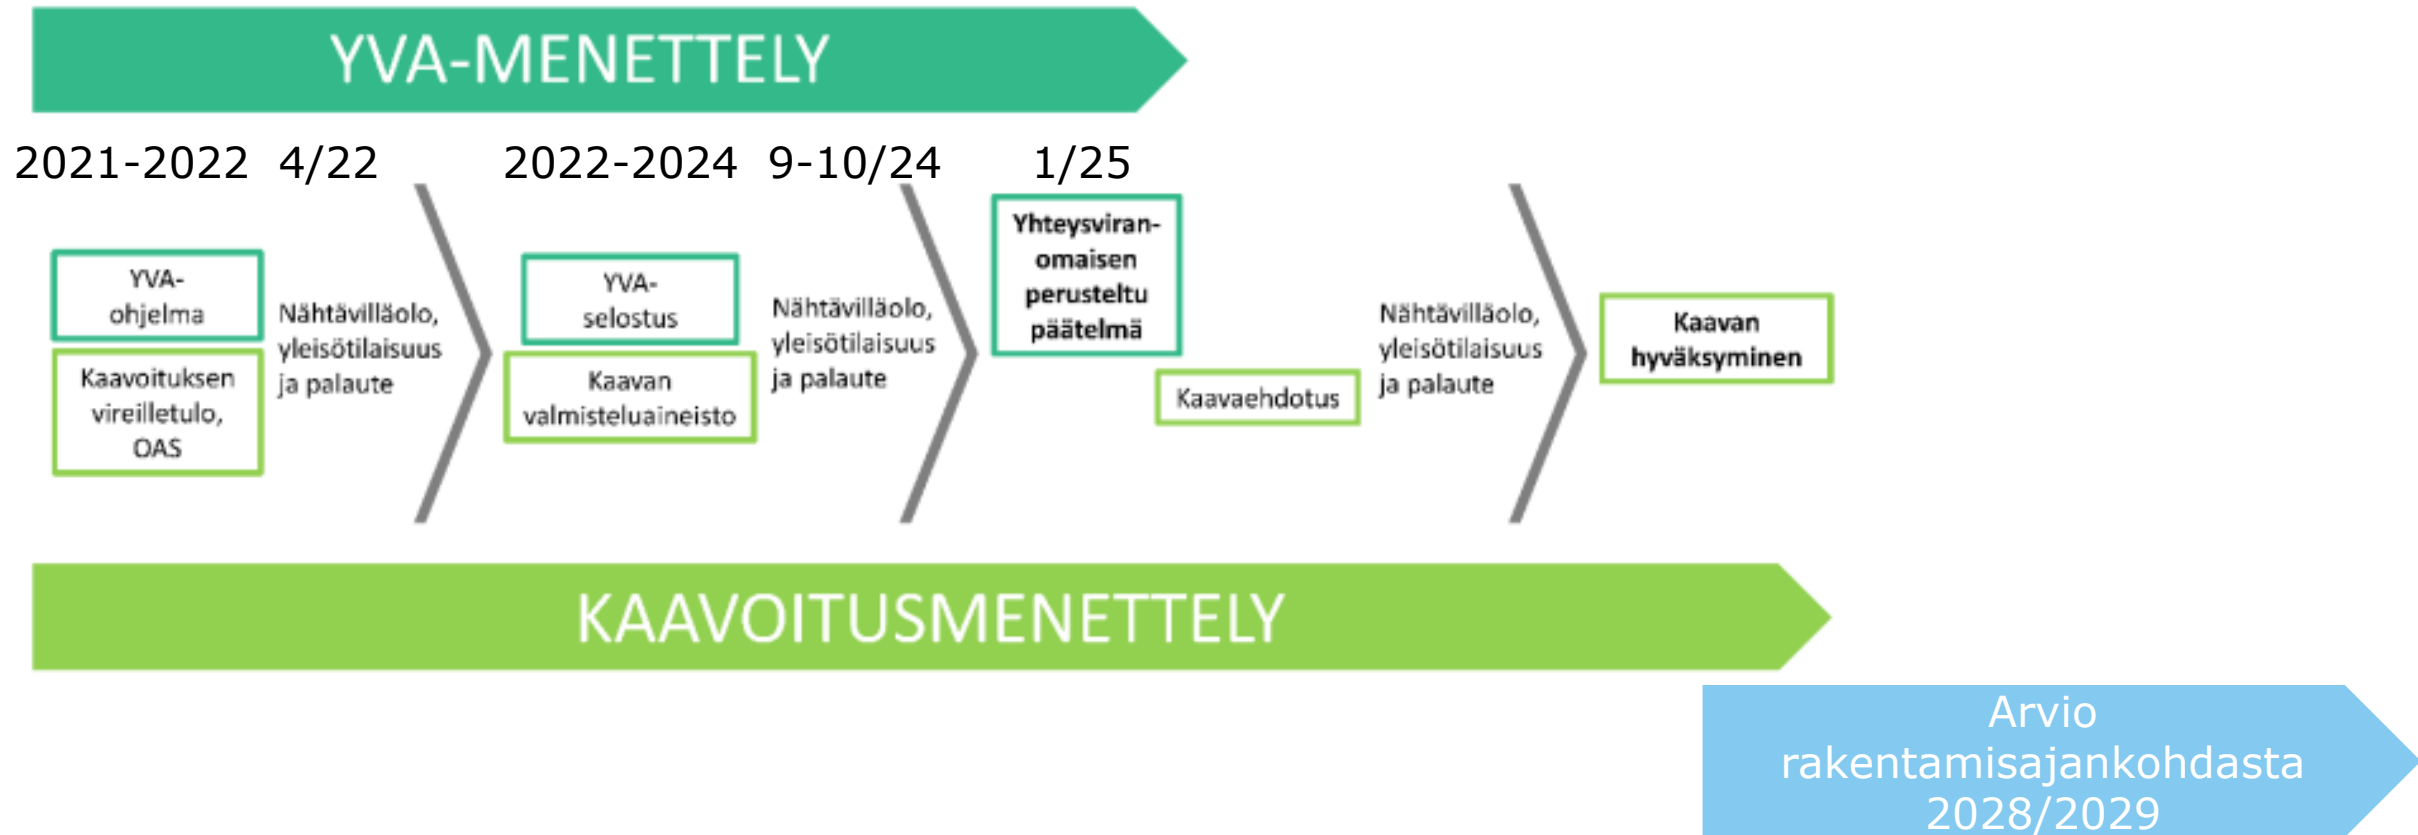 YVA-MENETTELY
2021-2022 4/22 2022-2024 9-10/24 1/25
YVA-
ohjelma
Kaavoituksen
vireilletulo,
OAS
Nähtävilläolo,
yleisötilaisuus
ja palaute
YVA-
selostus
Kaavan
valmisteluaineisto
Nähtävilläolo,
yleisötilaisuus
ja palaute
Yhteysviran-
omaisen
perusteltu
päätelmä
Kaavaehdotus
Nähtävilläolo,
yleisötilaisuus
ja palaute
Kaavan
hyväksyminen
KAAVOITUSMENETTELY
Arvio
rakentamisajankohdasta
2028/2029